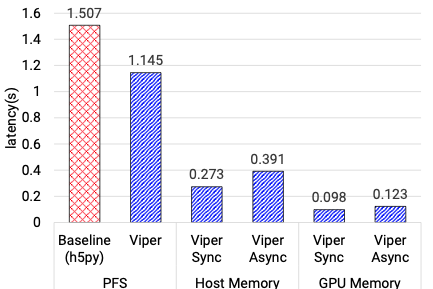 1.6
1.4
1.2
1
0.8
0.6
0.4
0.2
0
latency(s)
1.507
1.145
0.273
0.391
0.098
0.123
Baseline
(h5py)
Viper
Viper
Sync
Viper
Async
Viper
Sync
Viper
Async
PFS
Host Memory
GPU Memory